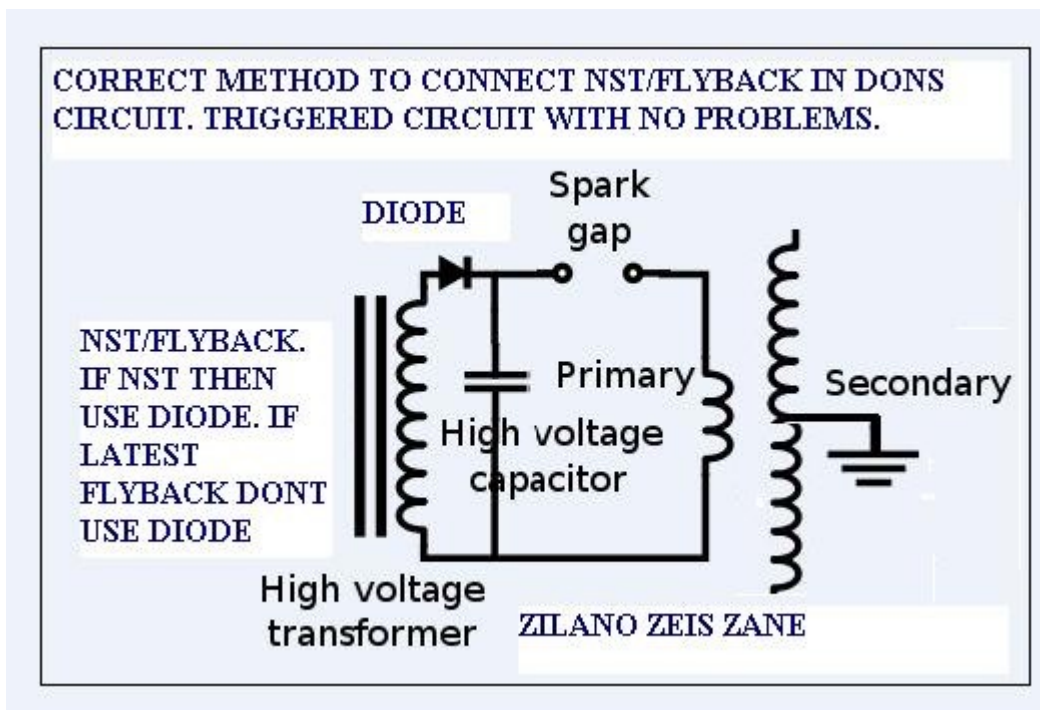 CORRECT METHOD TO CONNECT NST/FLYBACK IN DONS
CIRCUIT. TRIGGERED CIRCUIT WITH NO PROBLEMS.
Spark
gap
DIODE
NST/FLYBACK.
IF NST THEN
USE DIODE. IF
LATEST
FLYBACK DONT
USE DIODE
Primary
Secondary
High voltage
capacitor
High voltage
transformer
ZILANO ZEIS ZANE